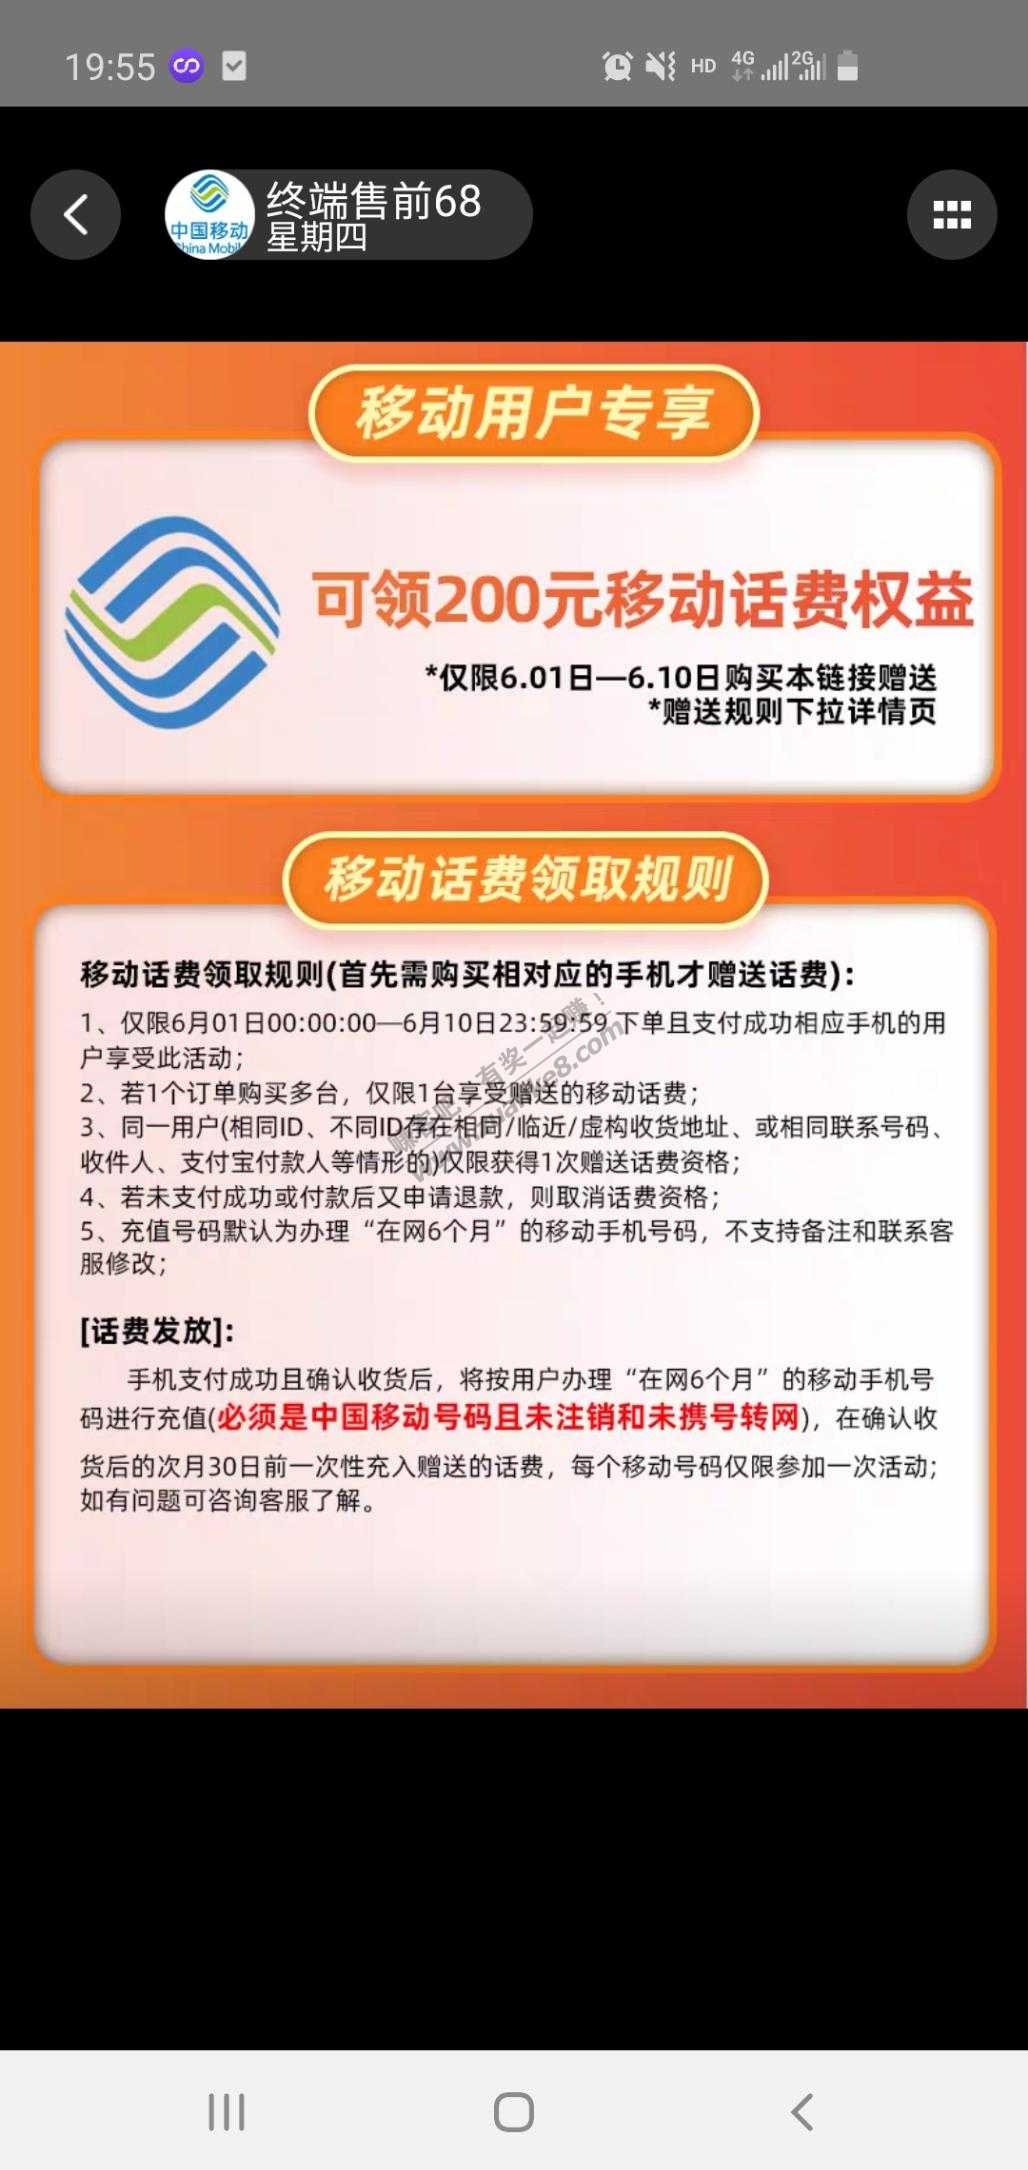 19:55
HD 4G 2G
终端售前68
星期四
中国移动
China Mobil
移动用户专享
可领200元移动话费权益
*仅限6.01日—6.10日购买本链接赠送
*赠送规则下拉详情页
移动话费领取规则
移动话费领取规则(首先需购买相对应的手机才赠送话费):
1、仅限6月01日00:00:00—6月10日23:59:59 下单且支付成功相应手机的用
户享受此活动；
2、若1个订单购买多台，仅限1台享受赠送的移动话费；
3、同一用户(相同ID、不同ID存在相同/临近/虚构收货地址、或相同联系号码、
收件人、支付宝付款人等情形的)仅限获得1次赠送话费资格；
4、若未支付成功或付款后又申请退款，则取消话费资格；
5、充值号码默认为办理“在网6个月”的移动手机号码，不支持备注和联系客
服修改；
[话费发放]:
手机支付成功且确认收货后，将按用户办理“在网6个月”的移动手机号
码进行充值(必须是中国移动号码且未注销和未携号转网)，在确认收
货后的次月30日前一次性充入赠送的话费，每个移动号码仅限参加一次活动；
如有问题可咨询客服了解。
赚客吧，有奖一起赚！
www.zuanke8.com